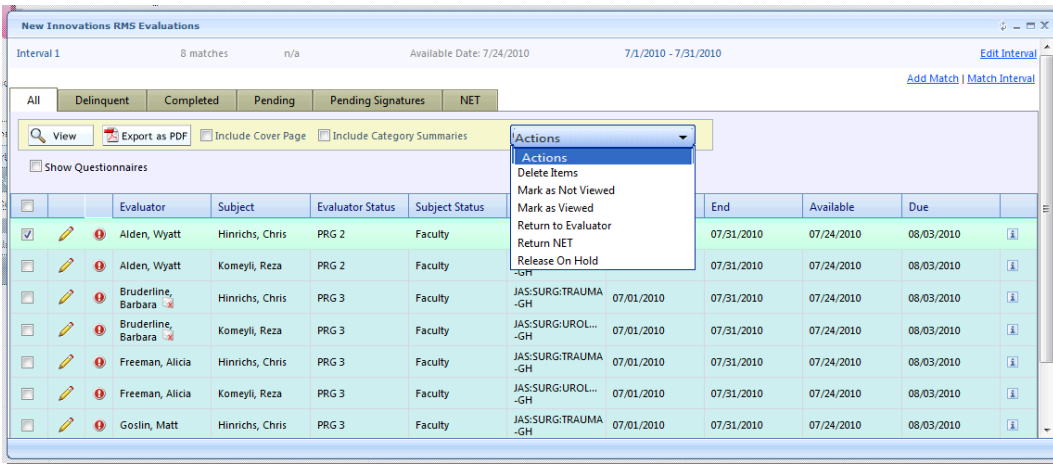 New Innovations RMS Evaluations
Interval 1 8 matches n/a Available Date: 7/24/2010 7/1/2010 - 7/31/2010 Edit Interval
Add Match | Match Interval
All Delinquent Completed Pending Pending Signatures NET
View Export as PDF Include Cover Page Include Category Summaries Actions
Show Questionnaires
Actions
Delete Items
Mark as Not Viewed
Mark as Viewed
Return to Evaluator
Return NET
Release On Hold
Evaluator Subject Evaluator Status Subject Status End Available Due
Alden, Wyatt Hinrichs, Chris PRG 2 Faculty 07/31/2010 07/24/2010 08/03/2010
Alden, Wyatt Komeyli, Reza PRG 2 Faculty -GH 07/31/2010 07/24/2010 08/03/2010
Bruderline, Barbara Hinrichs, Chris PRG 3 Faculty JAS:SURG:TRAUMA -GH 07/01/2010 07/31/2010 07/24/2010 08/03/2010
Bruderline, Barbara Komeyli, Reza PRG 3 Faculty JAS:SURG:UROL... -GH 07/01/2010 07/31/2010 07/24/2010 08/03/2010
Freeman, Alicia Hinrichs, Chris PRG 3 Faculty JAS:SURG:TRAUMA -GH 07/01/2010 07/31/2010 07/24/2010 08/03/2010
Freeman, Alicia Komeyli, Reza PRG 3 Faculty JAS:SURG:UROL... -GH 07/01/2010 07/31/2010 07/24/2010 08/03/2010
Goslin, Matt Hinrichs, Chris PRG 3 Faculty JAS:SURG:TRAUMA -GH 07/01/2010 07/31/2010 07/24/2010 08/03/2010